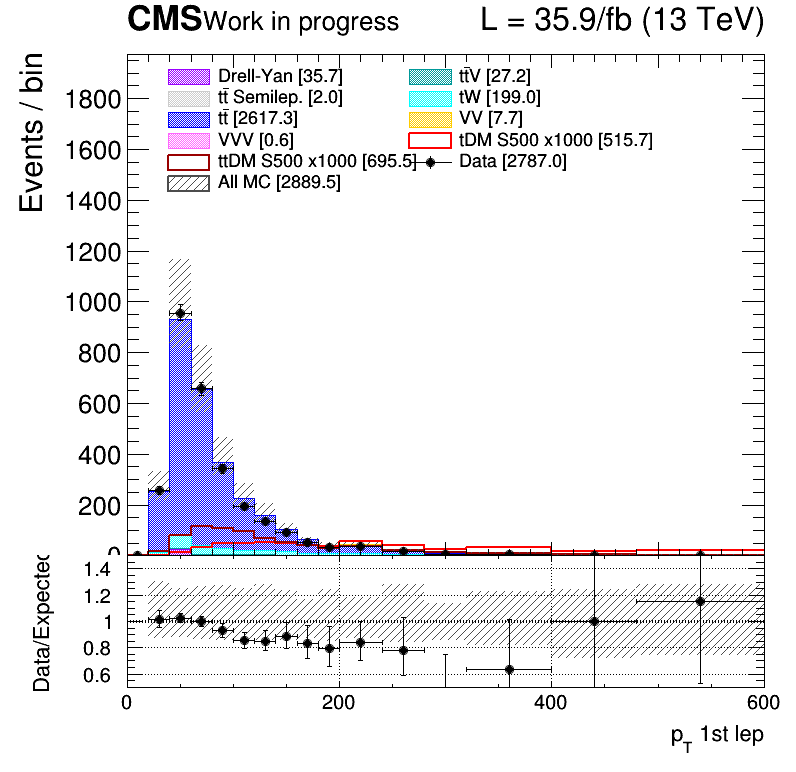 CMS Work in progress L = 35.9/fb (13 TeV)
Events / bin
Drell-Yan [35.7]
tt̄ Semilep. [2.0]
tt̄ [2617.3]
VVV [0.6]
ttDM S500 x1000 [695.5]
All MC [2889.5]
tt̄V [27.2]
tW [199.0]
VV [7.7]
tDM S500 x1000 [515.7]
Data [2787.0]
1800
1600
1400
1200
1000
800
600
400
200
0
Data/Expected
1.4
1.2
1
0.8
0.6
0 200 400 600
p_T 1st lep